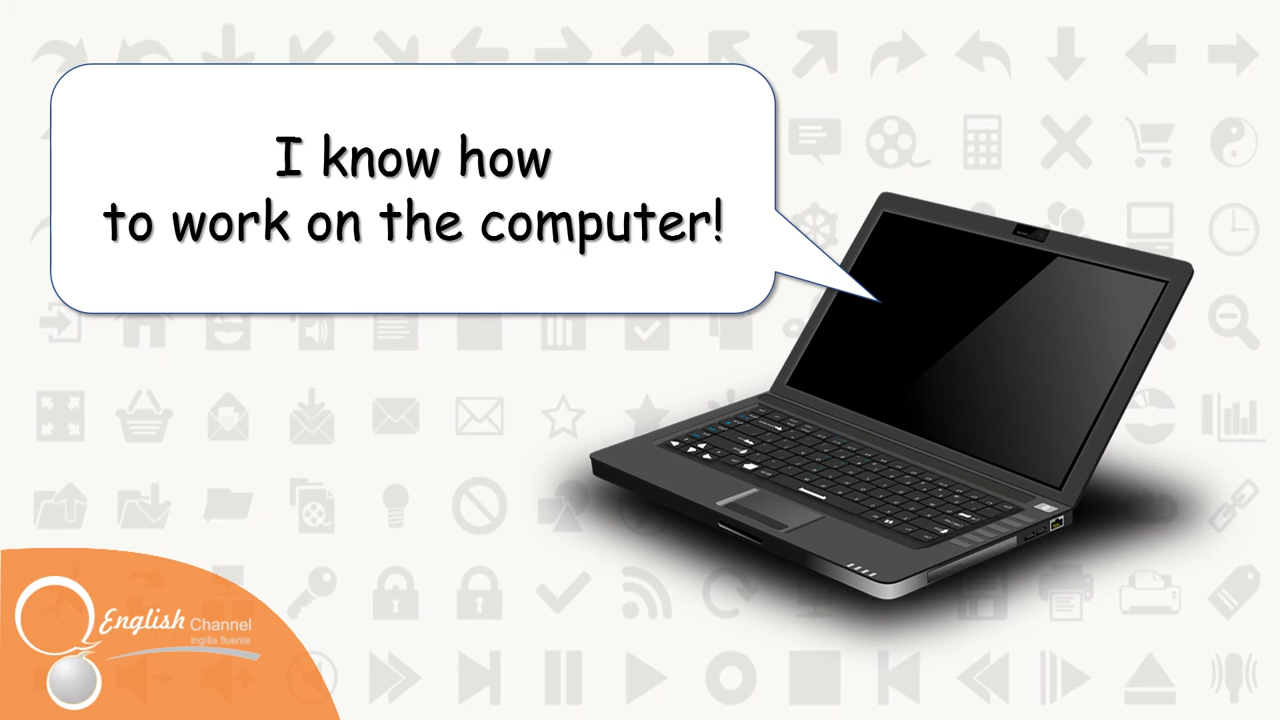 I know how
to work on the computer!
English Channel
inglês fluente